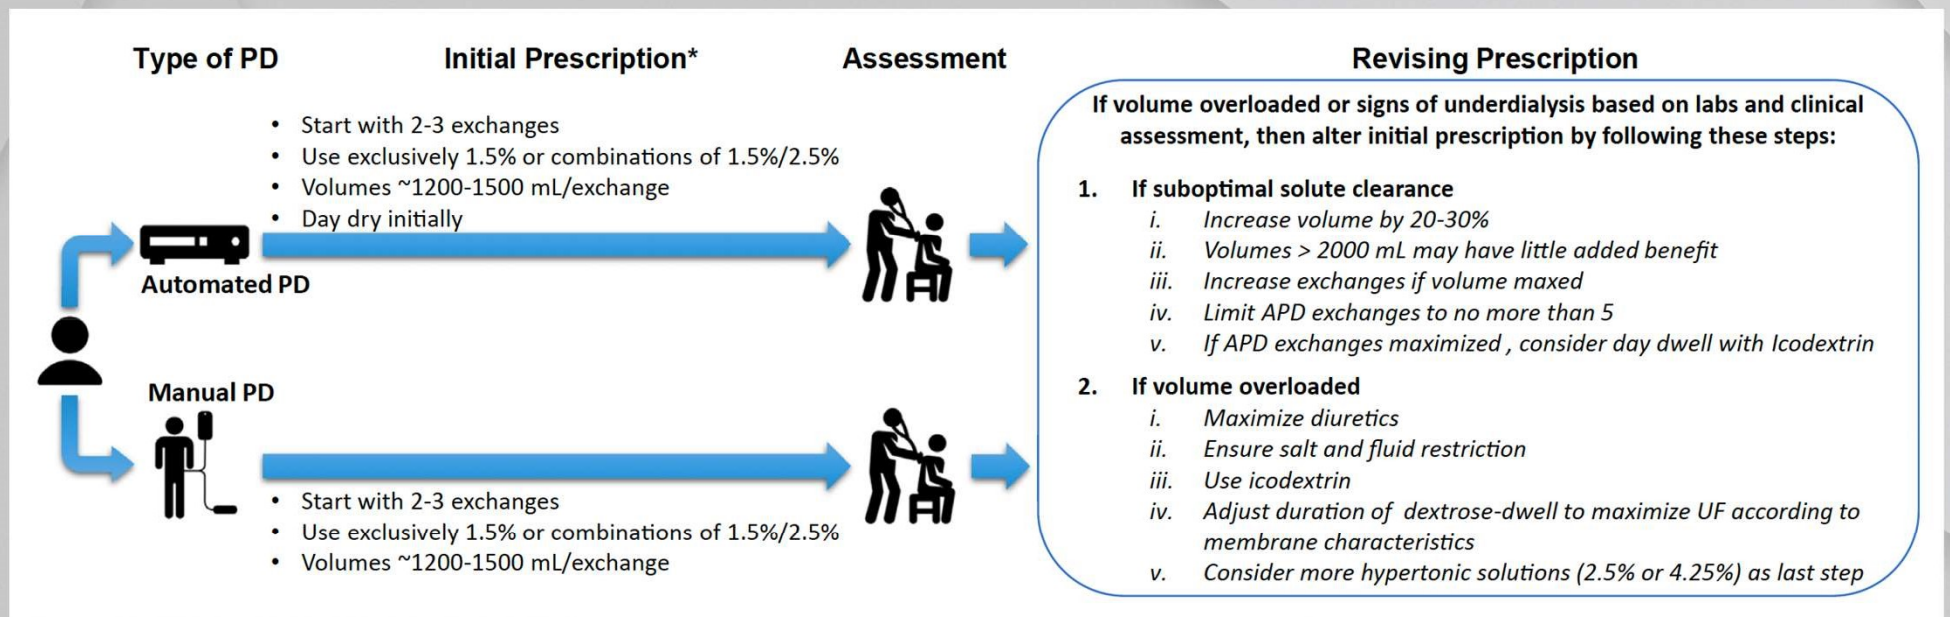 Type of PD
Initial Prescription*
Assessment
Revising Prescription
• Start with 2-3 exchanges
• Use exclusively 1.5% or combinations of 1.5%/2.5%
• Volumes ~1200-1500 mL/exchange
• Day dry initially
Automated PD
Manual PD
• Start with 2-3 exchanges
• Use exclusively 1.5% or combinations of 1.5%/2.5%
• Volumes ~1200-1500 mL/exchange
If volume overloaded or signs of underdialysis based on labs and clinical
assessment, then alter initial prescription by following these steps:
1. If suboptimal solute clearance
i. Increase volume by 20-30%
ii. Volumes > 2000 mL may have little added benefit
iii. Increase exchanges if volume maxed
iv. Limit APD exchanges to no more than 5
v. If APD exchanges maximized , consider day dwell with Icodextrin
2. If volume overloaded
i. Maximize diuretics
ii. Ensure salt and fluid restriction
iii. Use icodextrin
iv. Adjust duration of dextrose-dwell to maximize UF according to
membrane characteristics
v. Consider more hypertonic solutions (2.5% or 4.25%) as last step